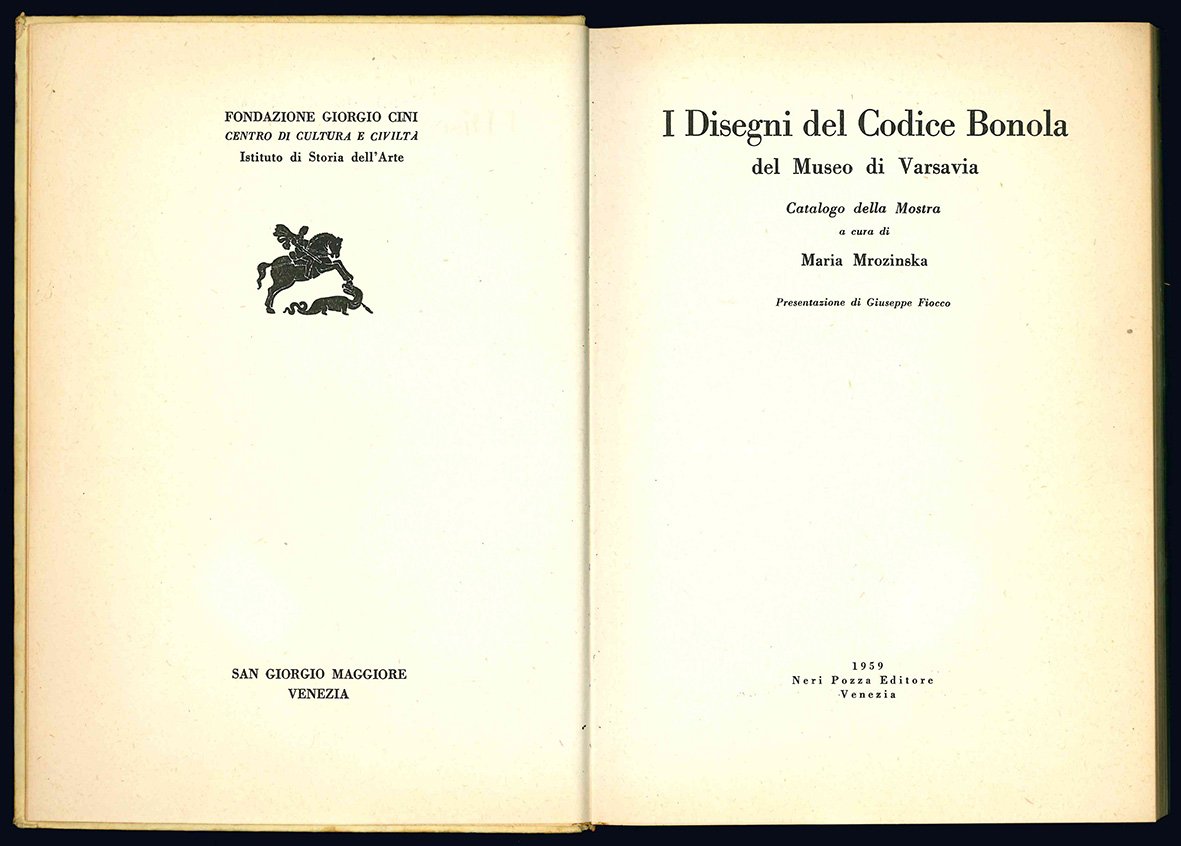 FONDAZIONE GIORGIO CINI
CENTRO DI CULTURA E CIVILTÀ
Istituto di Storia dell'Arte
SAN GIORGIO MAGGIORE
VENEZIA
I Disegni del Codice Bonola
del Museo di Varsavia
Catalogo della Mostra
a cura di
Maria Mrozinska
Presentazione di Giuseppe Fiocco
1959
Neri Pozza Editore
Venezia